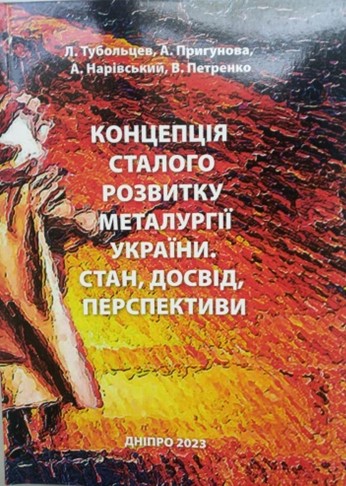 Л. Тубольцев, А. Пригунова,
А. Нарівський, В. Петренко
КОНЦЕПЦІЯ
СТАЛОГО
РОЗВИТКУ
МЕТАЛУРГІЇ
УКРАЇНИ.
СТАН, ДОСВІД,
ПЕРСПЕКТИВИ
ДНІПРО 2023